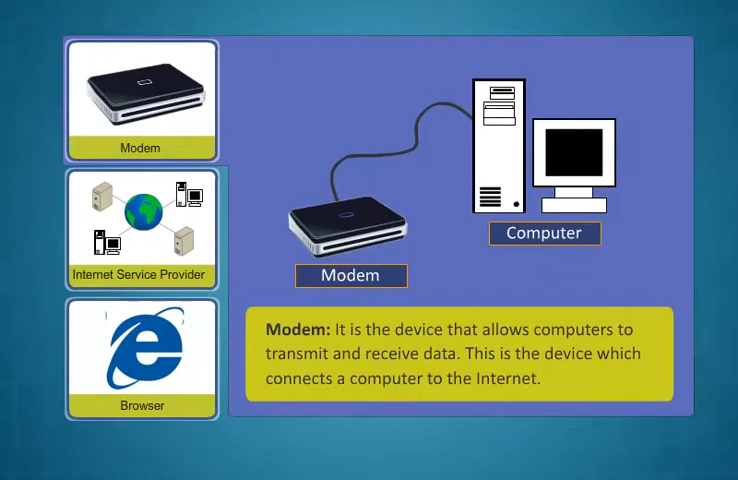 Modem
Internet Service Provider
Browser
Modem
Computer
Modem: It is the device that allows computers to
transmit and receive data. This is the device which
connects a computer to the Internet.